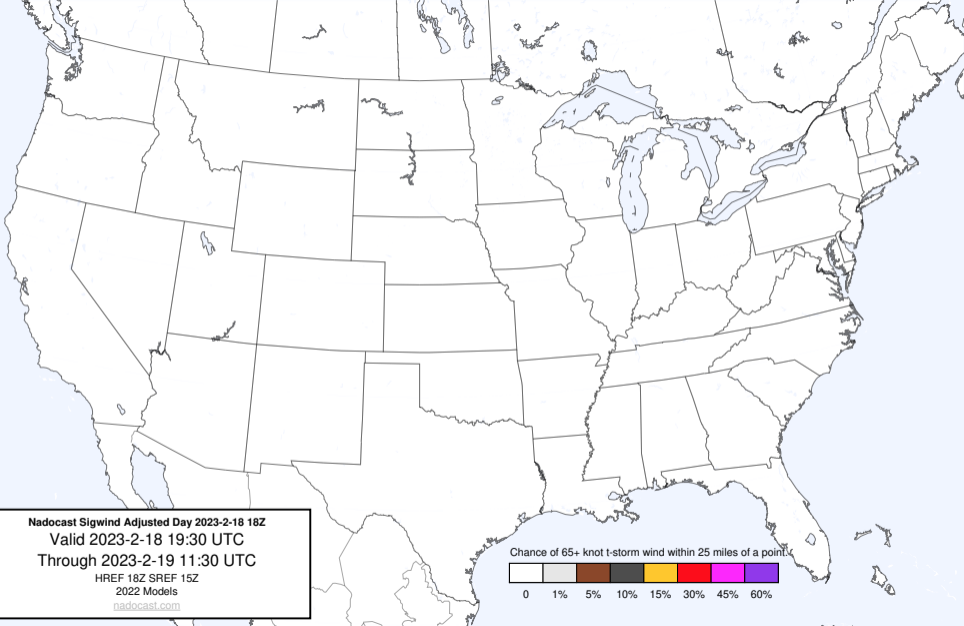 Nadocast Sigwind Adjusted Day 2023-2-18 18Z
Valid 2023-2-18 19:30 UTC
Through 2023-2-19 11:30 UTC
HREF 18Z SREF 15Z
2022 Models
nadocast.com
Chance of 65+ knot t-storm wind within 25 miles of a point.
0 1% 5% 10% 15% 30% 45% 60%